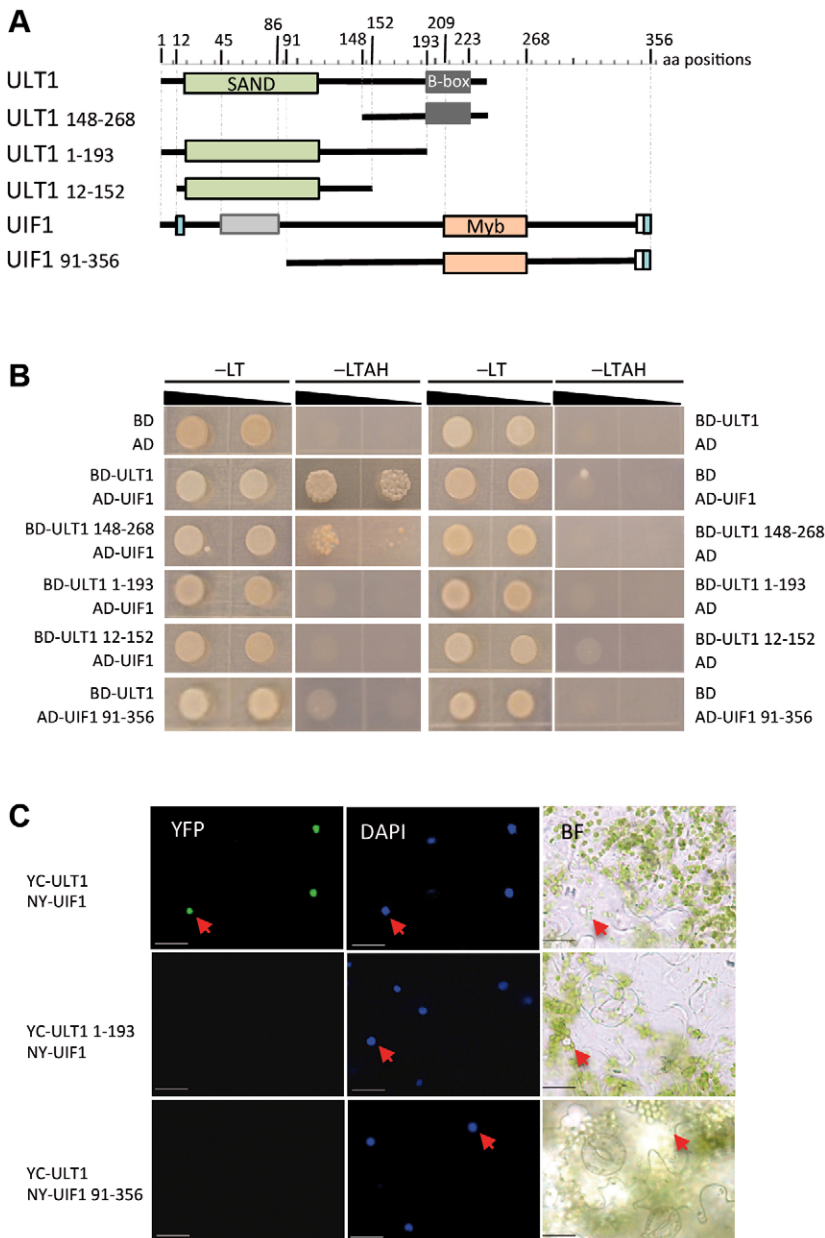 A
86 152 209
1 12 45 91 148 193 223 268 356
aa positions
ULT1 SAND B-box
ULT1 148-268
ULT1 1-193
ULT1 12-152
UIF1 Myb
UIF1 91-356
B
–LT –LTAH –LT –LTAH
BD BD-ULT1
AD AD
BD-ULT1 BD
AD-UIF1 AD-UIF1
BD-ULT1 148-268 BD-ULT1 148-268
AD-UIF1 AD
BD-ULT1 1-193 BD-ULT1 1-193
AD-UIF1 AD
BD-ULT1 12-152 BD-ULT1 12-152
AD-UIF1 AD
BD-ULT1 BD
AD-UIF1 91-356 AD-UIF1 91-356
C
YFP DAPI BF
YC-ULT1
NY-UIF1
YC-ULT1 1-193
NY-UIF1
YC-ULT1
NY-UIF1 91-356